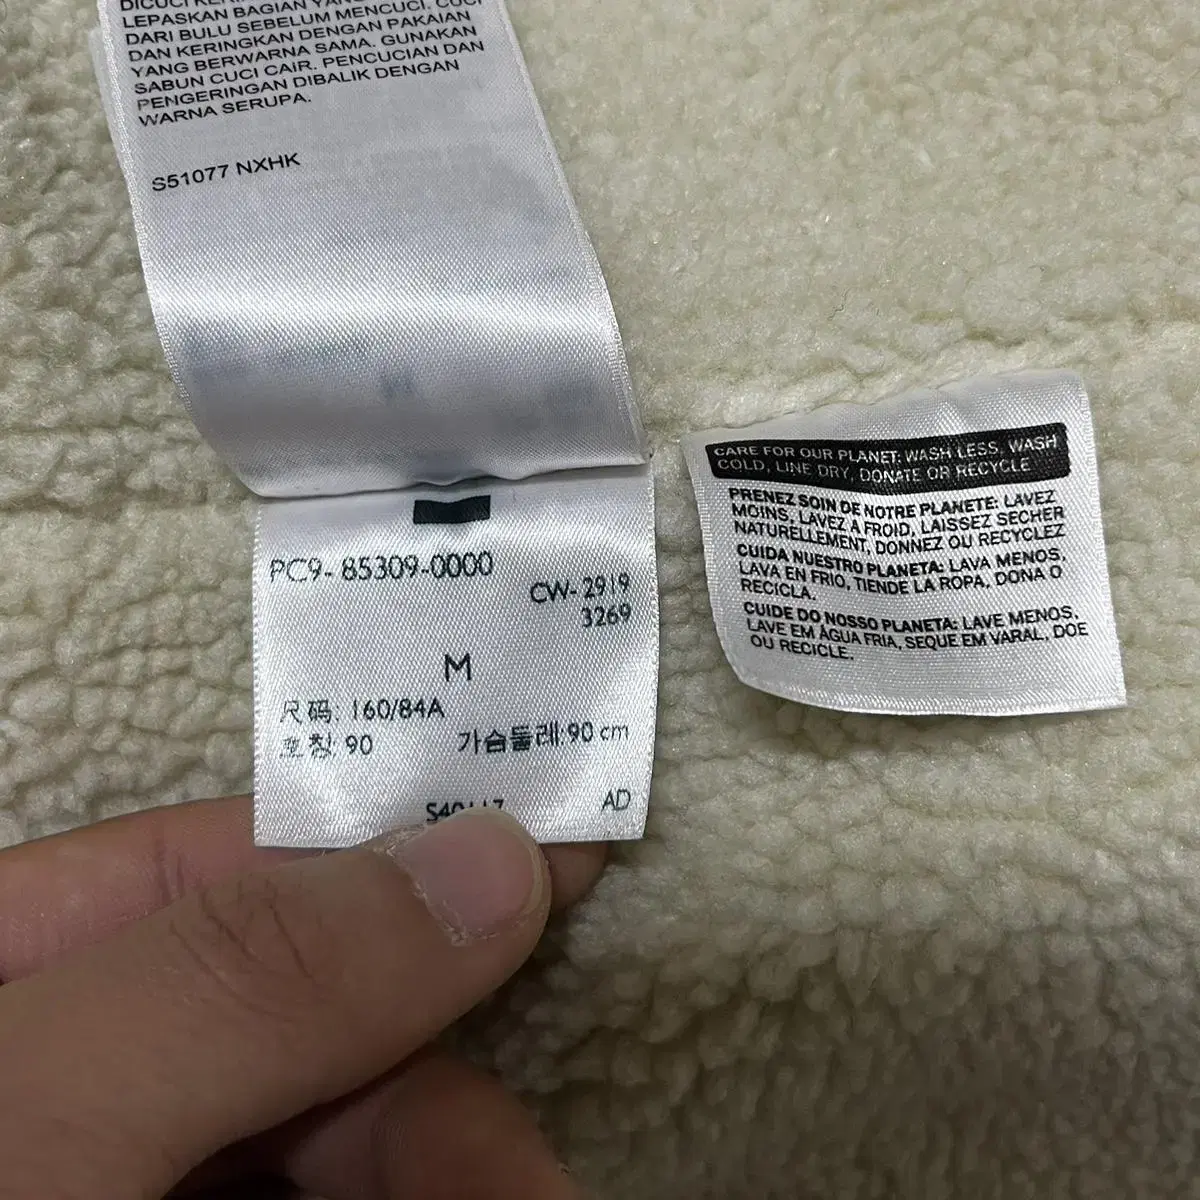 LEPASKAN BAGIAN YANG
DARI BULU SEBELUM MENCUCI. CUCI
DAN KERINGKAN DENGAN PAKAIAN
YANG BERWARNA SAMA. GUNAKAN
SABUN CUCI CAIR. PENCUCIAN DAN
PENGERINGAN DIBALIK DENGAN
WARNA SERUPA.
S51077 NXHK
PC9- 85309-0000
CW- 2919
3269
M
尺码: 160/84A
호칭: 90 가슴둘레:90 cm
AD
CARE FOR OUR PLANET: WASH LESS, WASH
COLD, LINE DRY, DONATE OR RECYCLE
PRENEZ SOIN DE NOTRE PLANETE: LAVEZ
MOINS, LAVEZ A FROID, LAISSEZ SECHER
NATURELLEMENT, DONNEZ OU RECYCLEZ
CUIDA NUESTRO PLANETA: LAVA MENOS,
LAVA EN FRIO, TIENDE LA ROPA, DONA O
RECICLA.
CUIDE DO NOSSO PLANETA: LAVE MENOS,
LAVE EM ÁGUA FRIA, SEQUE EM VARAL, DOE
OU RECICLE.